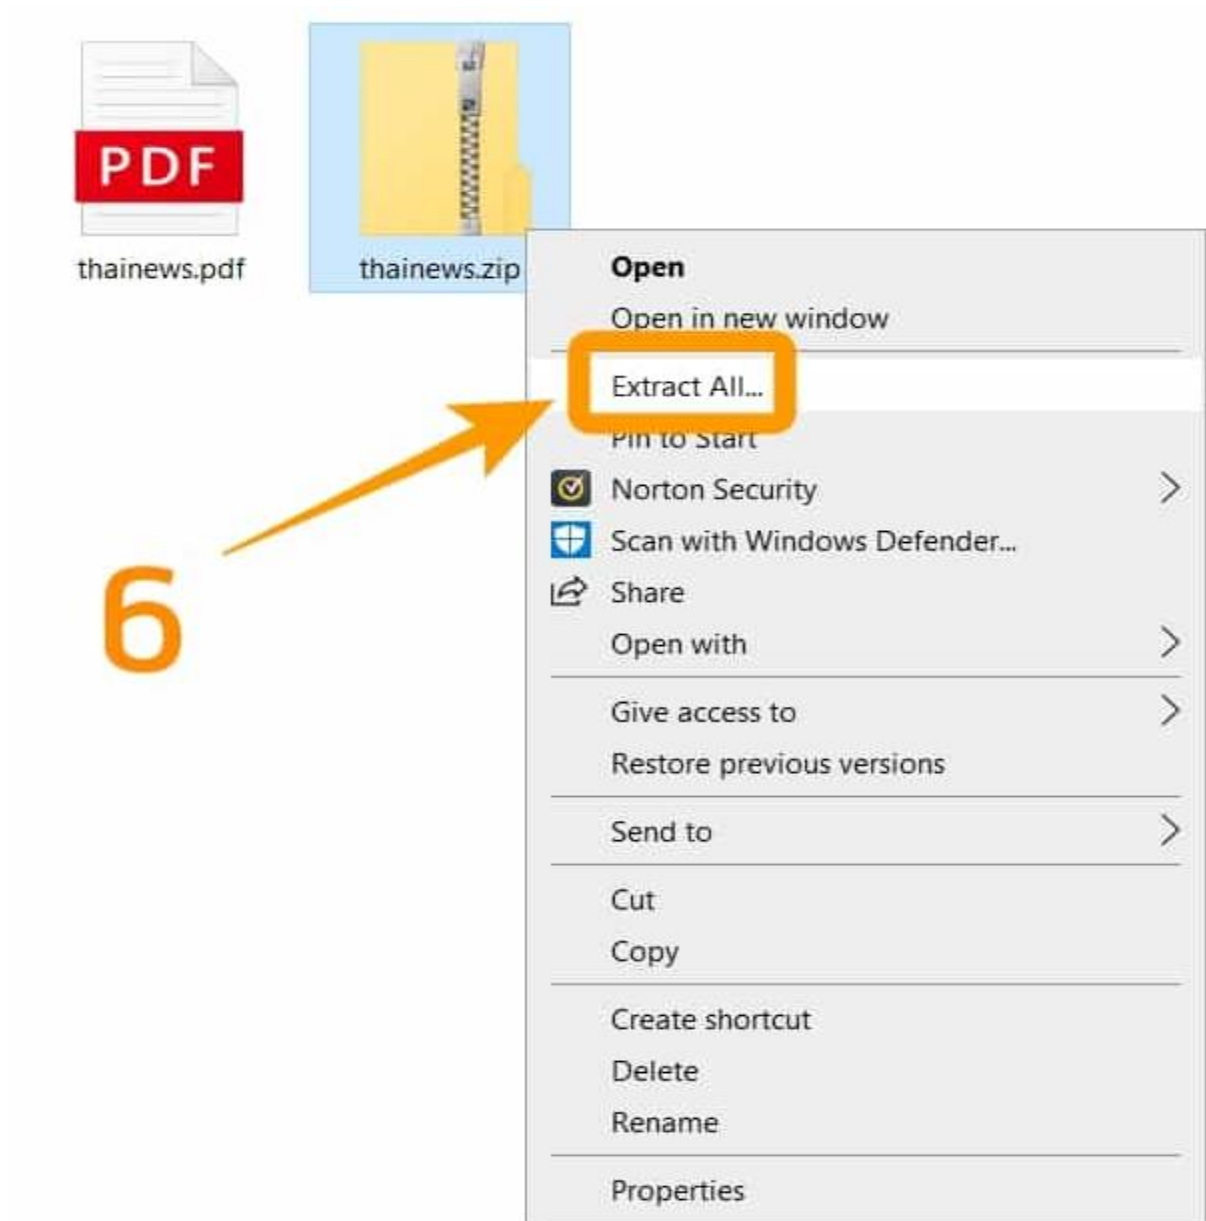 PDF
thainews.pdf
thainews.zip
Open
Open in new window
Extract All...
Pin to Start
Norton Security
Scan with Windows Defender...
Share
Open with
Give access to
Restore previous versions
Send to
Cut
Copy
Create shortcut
Delete
Rename
Properties
6